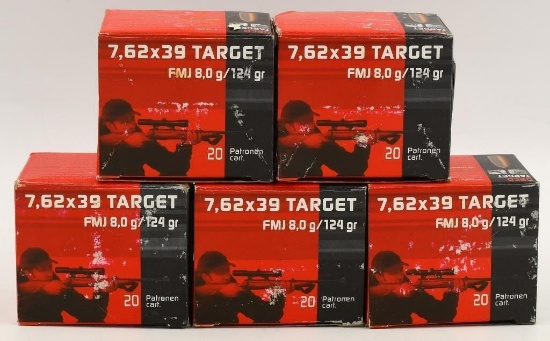 7,62x39 TARGET
FMJ 8,0 g/124 gr
20 Patronen
cart.
7,62x39 TARGET
FMJ 8,0 g/124 gr
20 Patronen
cart.
7,62x39 TARGET
FMJ 8,0 g/124 gr
20 Patronen
cart.
7,62x39 TARGET
FMJ 8,0 g/124 gr
20 Patronen
cart.
7,62x39 TARGET
FMJ 8,0 g/124 gr
20 Patronen
cart.